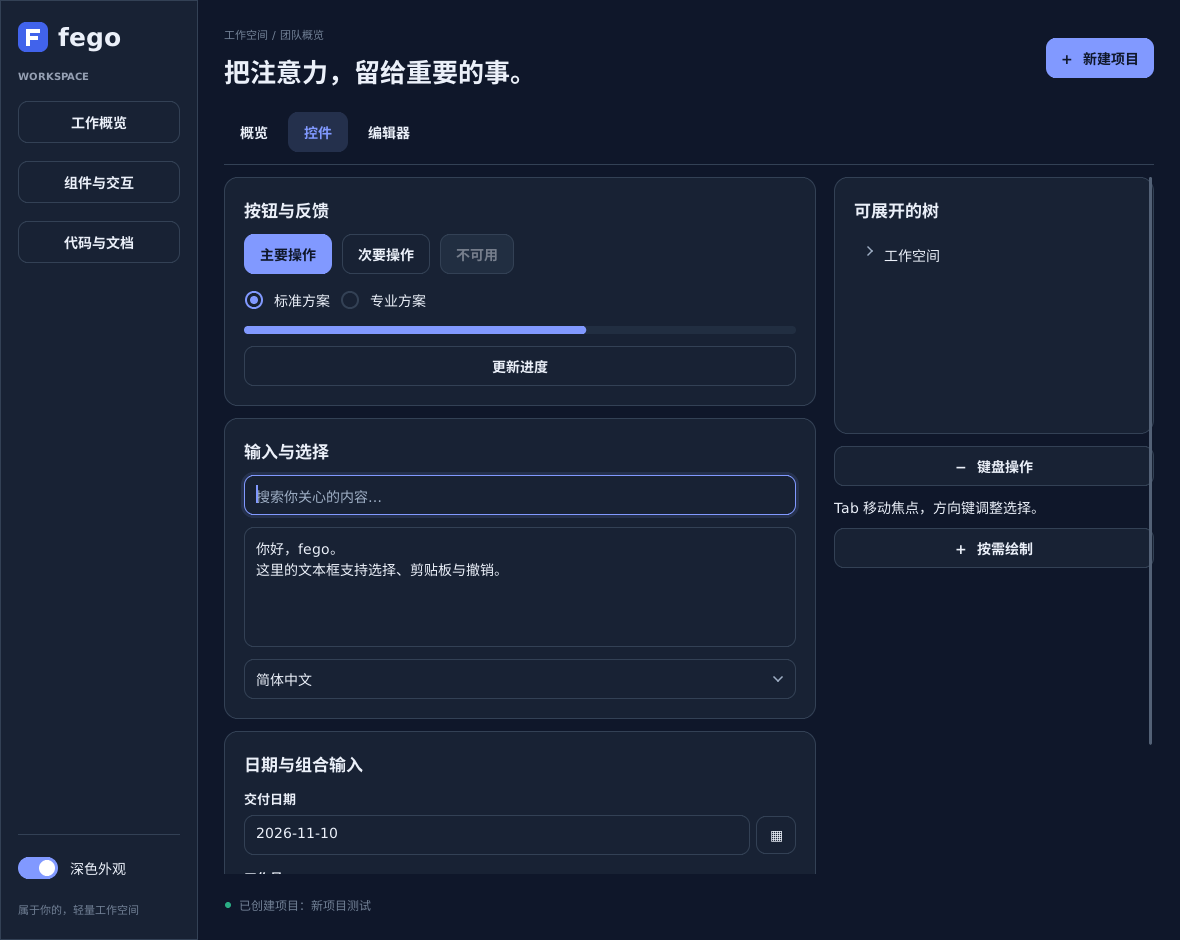 fego
WORKSPACE
工作概览
组件与交互
代码与文档
深色外观
属于你的，轻量工作空间
工作空间 / 团队概览
把注意力，留给重要的事。
+ 新建项目
概览
控件
编辑器
按钮与反馈
主要操作
次要操作
不可用
标准方案
专业方案
更新进度
输入与选择
搜索你关心的内容...
你好，fego。
这里的文本框支持选择、剪贴板与撤销。
简体中文
日期与组合输入
交付日期
2026-11-10
可展开的树
工作空间
− 键盘操作
Tab 移动焦点，方向键调整选择。
+ 按需绘制
已创建项目：新项目测试